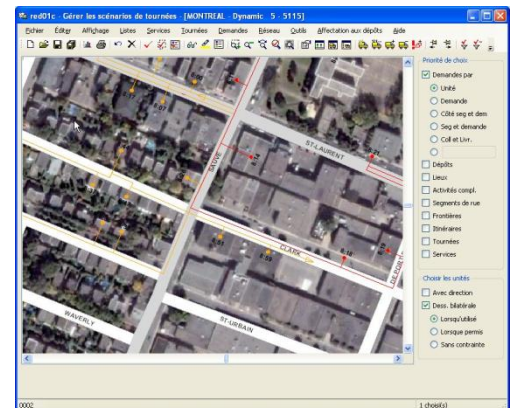 red01c - Gérer les scénarios de tournées - [MONTREAL - Dynamic 5 - 5115]
Fichier Éditer Affichage Listes Services Tournées Demandes Réseau Outils Affectation aux dépôts Aide
Priorité de choix
Demandes par
Unité
Demande
Côté seg et dem
Seg et demande
Coll et Livr.
Dépôts
Lieux
Activités compl.
Segments de rue
Frontières
Itinéraires
Tournées
Services
Choisir les unités
Avec direction
Dess. bilatérale
Lorsqu'utilisé
Lorsque permis
Sans contrainte
ST-LAURENT
SAUVE
CLARK
WAVERLY
ST-URBAIN
0002
1 choisi(s)